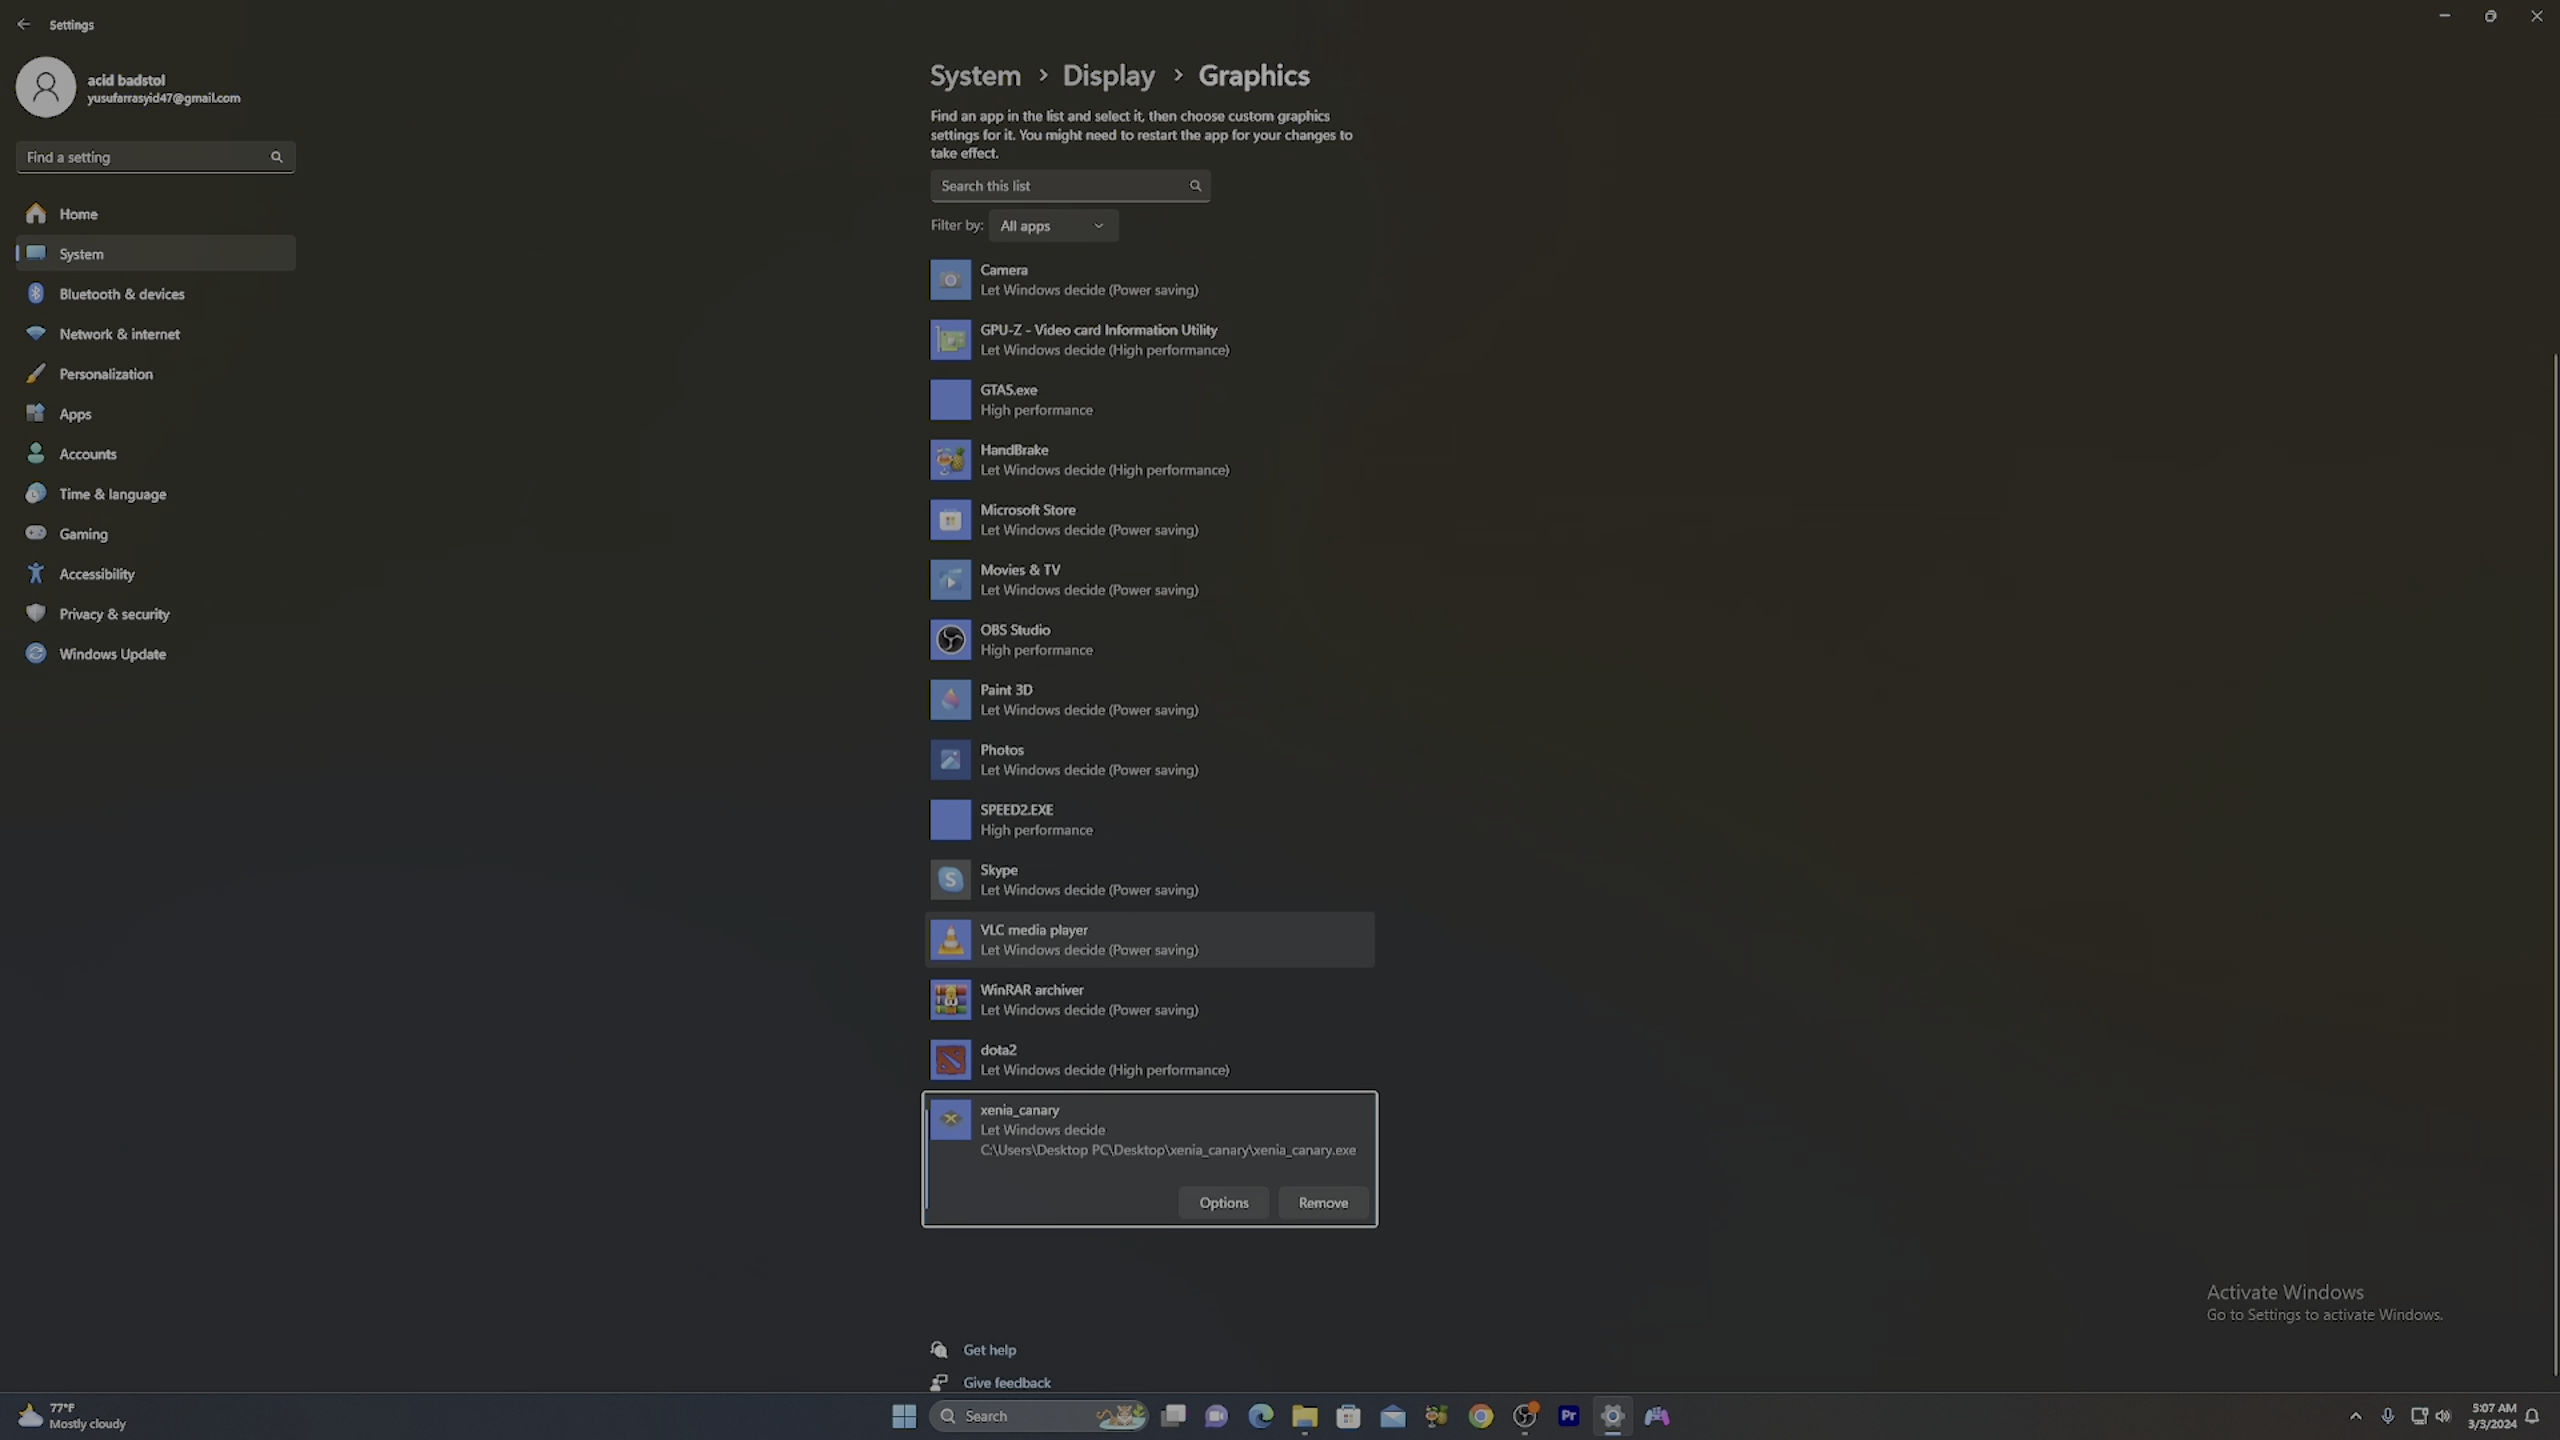 Settings
acid badstol
yusufarrasyid47@gmail.com
Find a setting
Home
System
Bluetooth & devices
Network & internet
Personalization
Apps
Accounts
Time & language
Gaming
Accessibility
Privacy & security
Windows Update
System > Display > Graphics
Find an app in the list and select it, then choose custom graphics
settings for it. You might need to restart the app for your changes to
take effect.
Search this list
Filter by: All apps
Camera
Let Windows decide (Power saving)
GPU-Z - Video card Information Utility
Let Windows decide (High performance)
GTA5.exe
High performance
HandBrake
Let Windows decide (High performance)
Microsoft Store
Let Windows decide (Power saving)
Movies & TV
Let Windows decide (Power saving)
OBS Studio
High performance
Paint 3D
Let Windows decide (Power saving)
Photos
Let Windows decide (Power saving)
SPEED2.EXE
High performance
Skype
Let Windows decide (Power saving)
VLC media player
Let Windows decide (Power saving)
WinRAR archiver
Let Windows decide (Power saving)
dota2
Let Windows decide (High performance)
xenia_canary
Let Windows decide
C:\Users\Desktop PC\Desktop\xenia_canary\xenia_canary.exe
Options Remove
Activate Windows
Go to Settings to activate Windows.
Get help
Give feedback
77°F
Mostly cloudy
Search
Pr
5:07 AM
3/3/2024